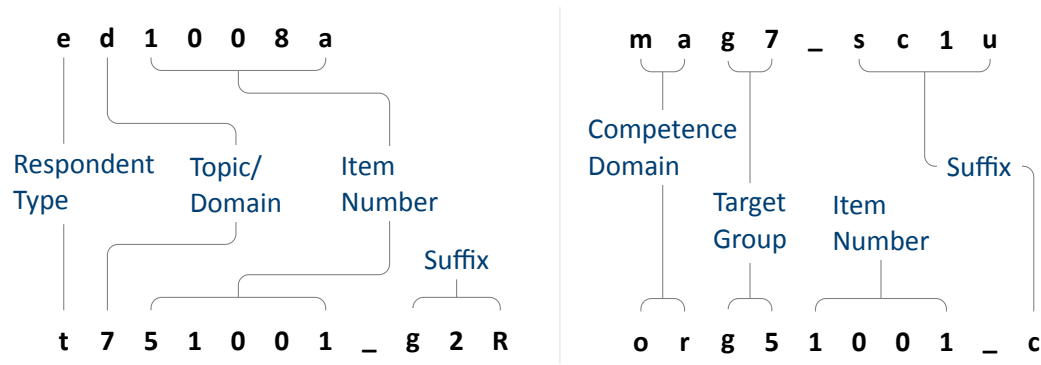 e d 1 0 0 8 a
Respondent
Type
Topic/
Domain
Item
Number
Suffix
t 7 5 1 0 0 1 _ g 2 R
m a g 7 _ s c 1 u
Competence
Domain
Target
Group
Item
Number
Suffix
o r g 5 1 0 0 1 _ c